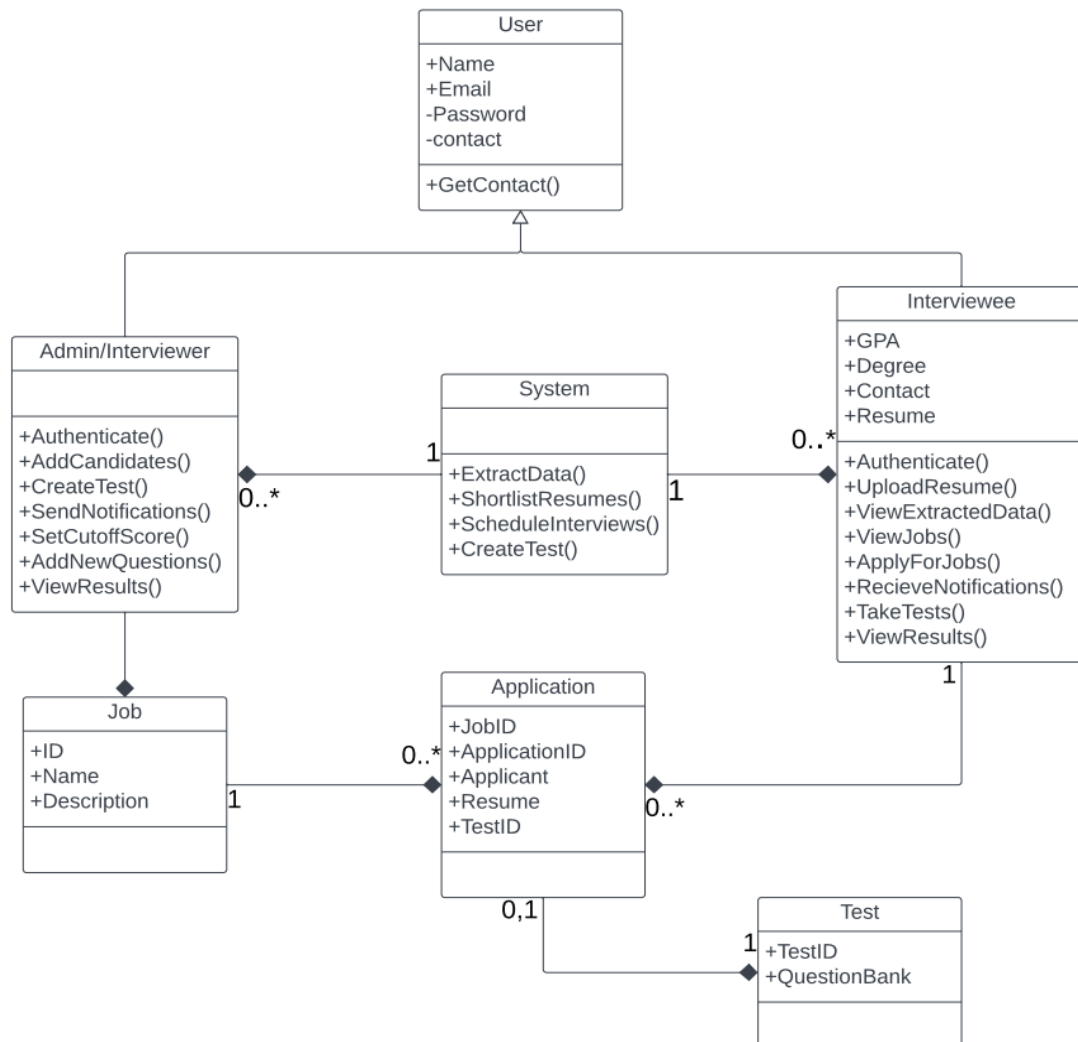 User
+Name
+Email
-Password
-contact
+GetContact()
Admin/Interviewer
+Authenticate()
+AddCandidates()
+CreateTest()
+SendNotifications()
+SetCutoffScore()
+AddNewQuestions()
+ViewResults()
0..*
1
System
+ExtractData()
+ShortlistResumes()
+ScheduleInterviews()
+CreateTest()
1
0..*
Interviewee
+GPA
+Degree
+Contact
+Resume
+Authenticate()
+UploadResume()
+ViewExtractedData()
+ViewJobs()
+ApplyForJobs()
+RecieveNotifications()
+TakeTests()
+ViewResults()
1
Job
+ID
+Name
+Description
1
0..*
Application
+JobID
+ApplicationID
+Applicant
+Resume
+TestID
0..*
0,1
1
Test
+TestID
+QuestionBank